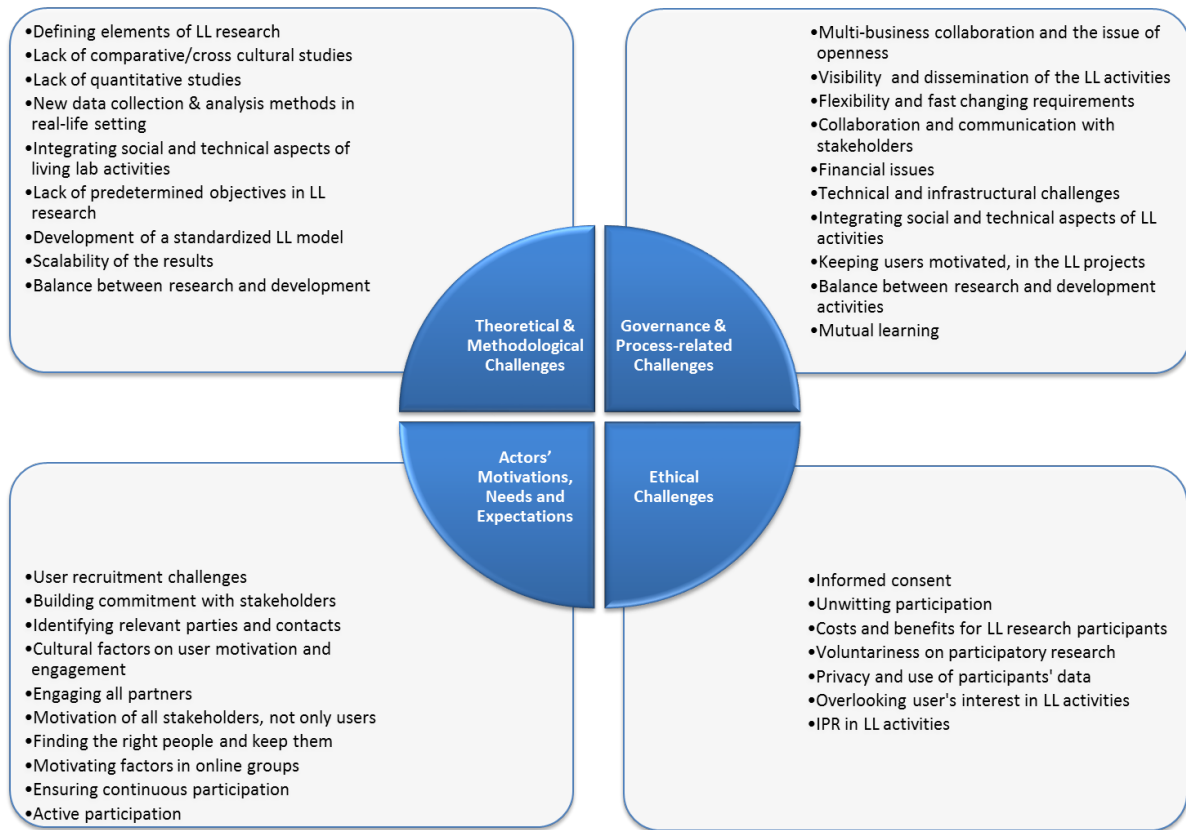 •Defining elements of LL research
•Lack of comparative/cross cultural studies
•Lack of quantitative studies
•New data collection & analysis methods in
real-life setting
•Integrating social and technical aspects of
living lab activities
•Lack of predetermined objectives in LL
research
•Development of a standardized LL model
•Scalability of the results
•Balance between research and development
•Multi-business collaboration and the issue of
openness
•Visibility and dissemination of the LL activities
•Flexibility and fast changing requirements
•Collaboration and communication with
stakeholders
•Financial issues
•Technical and infrastructural challenges
•Integrating social and technical aspects of LL
activities
•Keeping users motivated, in the LL projects
•Balance between research and development
activities
•Mutual learning
Theoretical &
Methodological
Challenges
Governance &
Process-related
Challenges
Actors’
Motivations,
Needs and
Expectations
Ethical
Challenges
•User recruitment challenges
•Building commitment with stakeholders
•Identifying relevant parties and contacts
•Cultural factors on user motivation and
engagement
•Engaging all partners
•Motivation of all stakeholders, not only users
•Finding the right people and keep them
•Motivating factors in online groups
•Ensuring continuous participation
•Active participation
•Informed consent
•Unwitting participation
•Costs and benefits for LL research participants
•Voluntariness on participatory research
•Privacy and use of participants' data
•Overlooking user's interest in LL activities
•IPR in LL activities